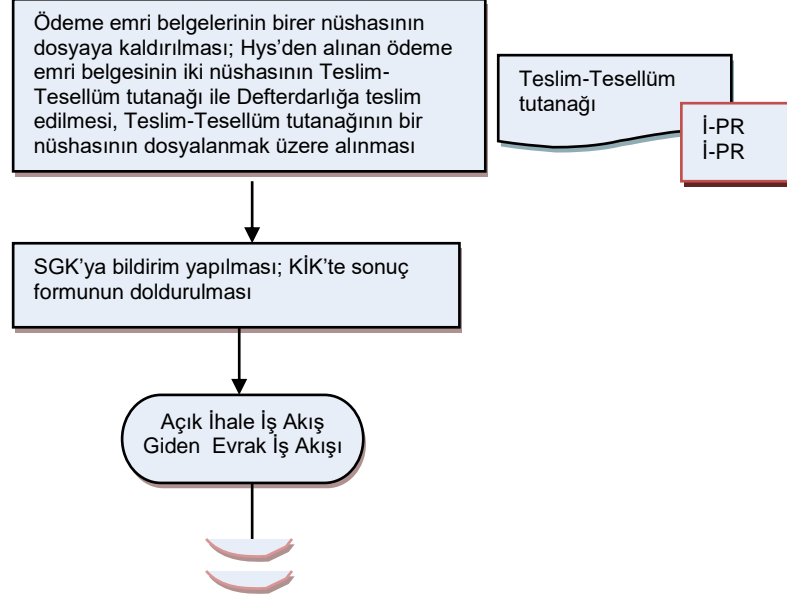 Ödeme emri belgelerinin birer nüshasının
dosyaya kaldırılması; Hys’den alınan ödeme
emri belgesinin iki nüshasının Teslim-
Tesellüm tutanağı ile Defterdarlığa teslim
edilmesi, Teslim-Tesellüm tutanağının bir
nüshasının dosyalanmak üzere alınması
Teslim-Tesellüm
tutanağı
İ-PR
İ-PR
SGK’ya bildirim yapılması; KİK’te sonuç
formunun doldurulması
Açık İhale İş Akış
Giden  Evrak İş Akışı